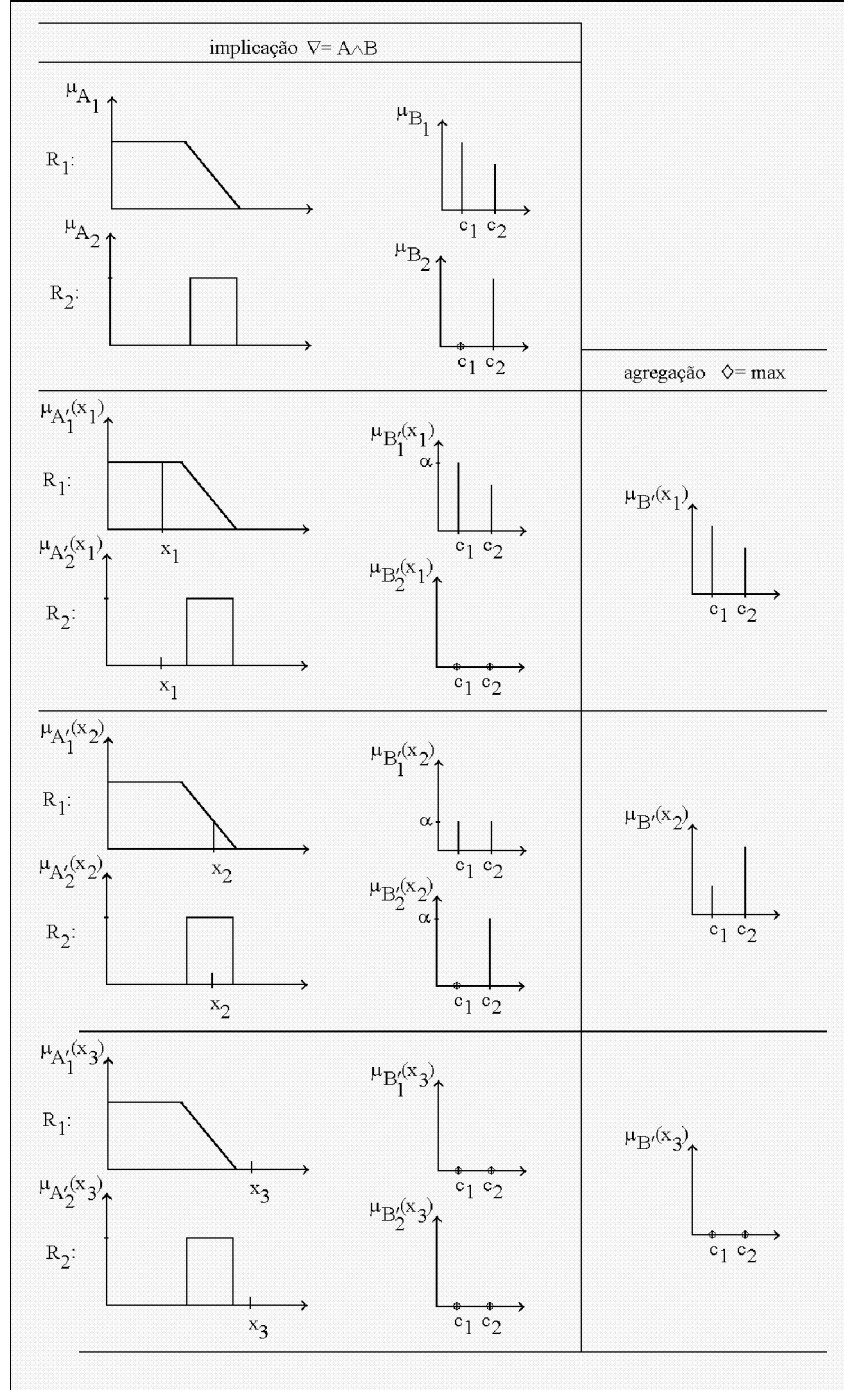 implicação ∇= A∧B
μA1
μB1
R1:
c1 c2
μA2
μB2
R2:
c1 c2
agregação ◊= max
μA′1(x1)
μB′1(x1)
α
R1:
μB′(x1)
x1
c1 c2
μA′2(x1)
μB′2(x1)
R2:
c1 c2
x1
c1 c2
μA′1(x2)
μB′1(x2)
R1:
α
μB′(x2)
x2
c1 c2
μA′2(x2)
μB′2(x2)
α
R2:
c1 c2
x2
c1 c2
μA′1(x3)
μB′1(x3)
R1:
μB′(x3)
x3
c1 c2
μA′2(x3)
μB′2(x3)
R2:
c1 c2
x3
c1 c2